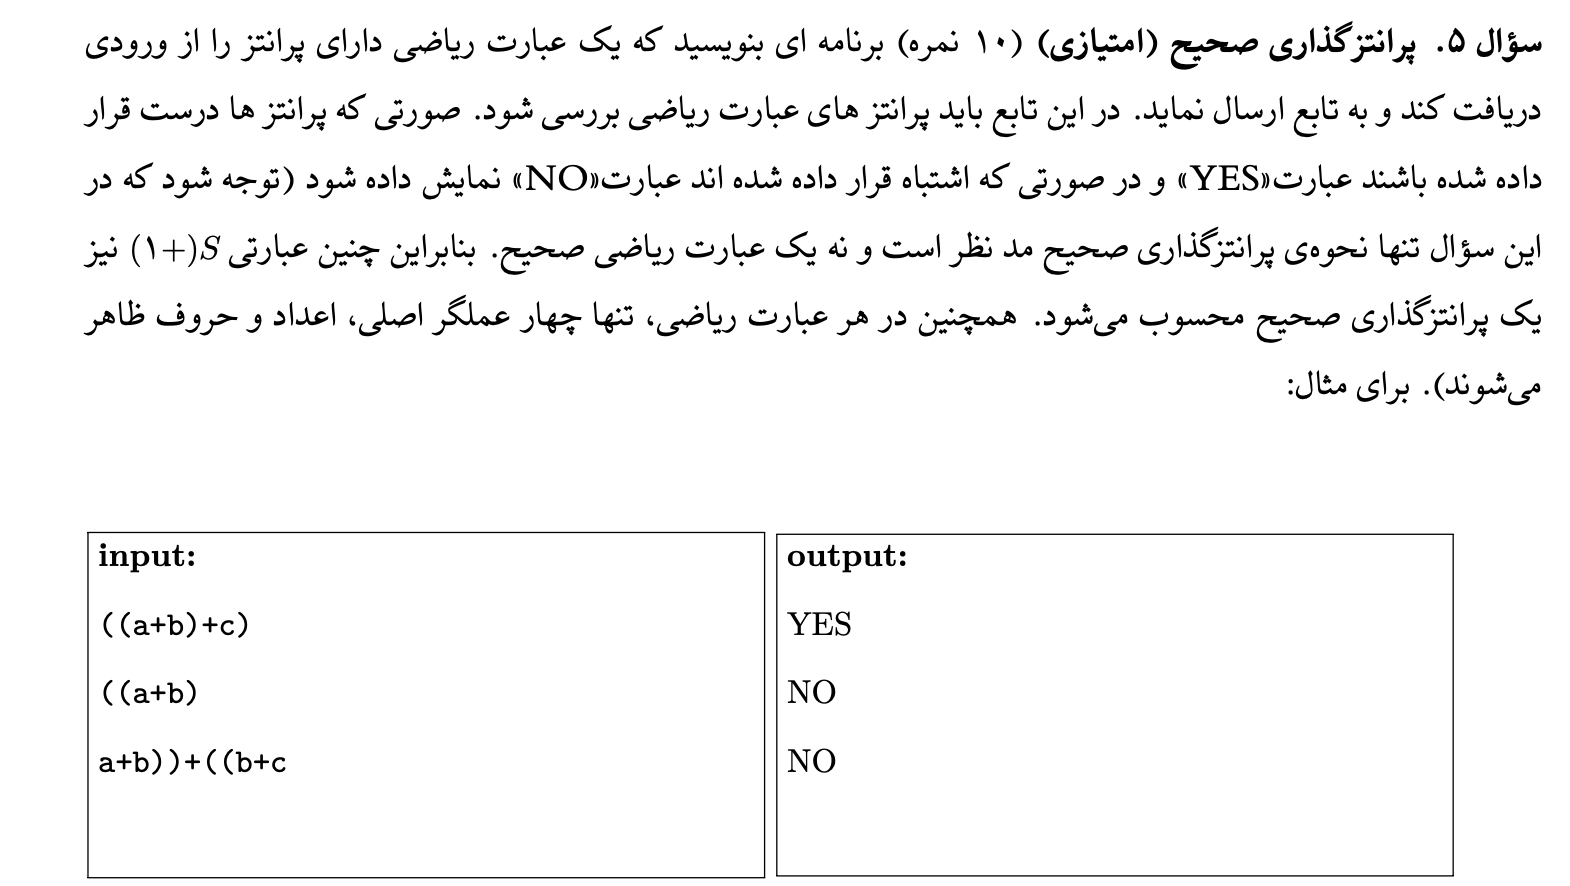 سؤال ۵. پرانتزگذاری صحیح (امتیازی) (۱۰ نمره) برنامه ای بنویسید که یک عبارت ریاضی دارای پرانتز را از ورودی
دریافت کند و به تابع ارسال نماید. در این تابع باید پرانتز های عبارت ریاضی بررسی شود. صورتی که پرانتز ها درست قرار
داده شده باشند عبارت«YES» و در صورتی که اشتباه قرار داده شده اند عبارت«NO» نمایش داده شود (توجه شود که در
این سؤال تنها نحوه‌ی پرانتزگذاری صحیح مد نظر است و نه یک عبارت ریاضی صحیح. بنابراین چنین عبارتی (۱+)S نیز
یک پرانتزگذاری صحیح محسوب می‌شود. همچنین در هر عبارت ریاضی، تنها چهار عملگر اصلی، اعداد و حروف ظاهر
می‌شوند). برای مثال:
input:
((a+b)+c)
((a+b)
a+b))+((b+c
output:
YES
NO
NO